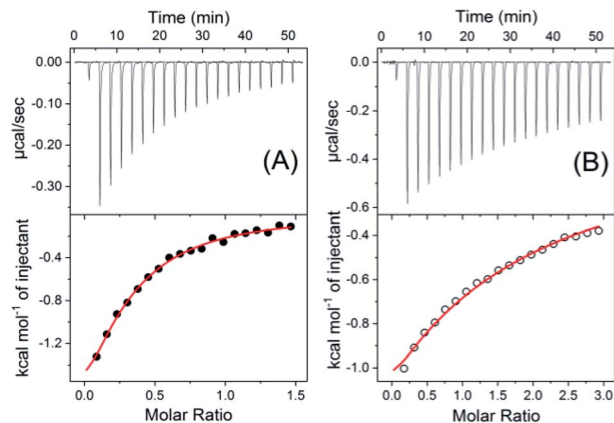 Time (min)
0 10 20 30 40 50
0.00
-0.10
-0.20
-0.30
µcal/sec
(A)
-0.4
-0.8
-1.2
kcal mol⁻¹ of injectant
0.0 0.5 1.0 1.5
Molar Ratio
Time (min)
0 10 20 30 40 50
0.0
-0.2
-0.4
-0.6
µcal/sec
(B)
-0.4
-0.6
-0.8
-1.0
kcal mol⁻¹ of injectant
0.0 0.5 1.0 1.5 2.0 2.5 3.0
Molar Ratio